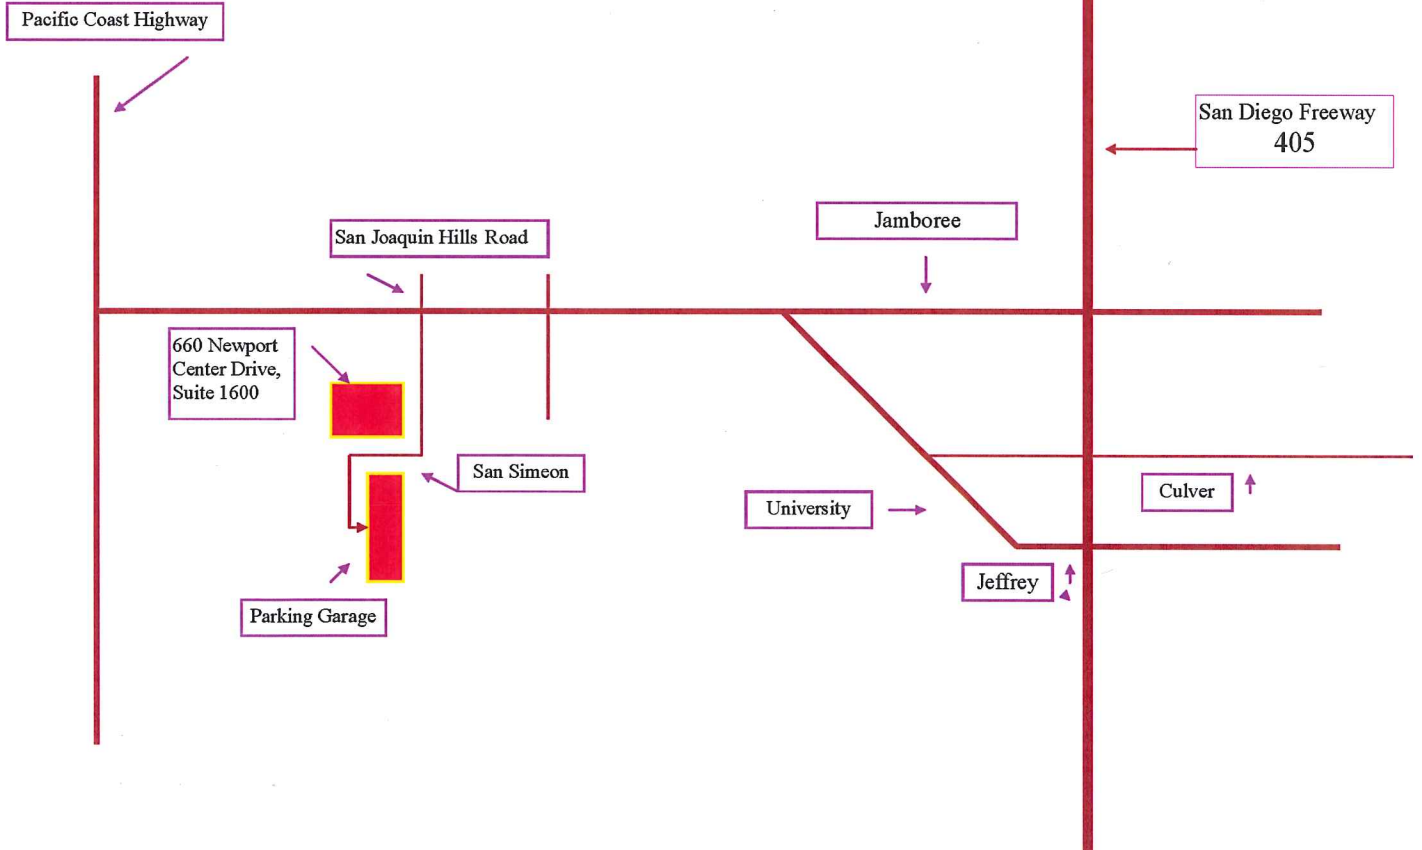 Pacific Coast Highway
San Diego Freeway
405
Jamboree
San Joaquin Hills Road
660 Newport
Center Drive,
Suite 1600
San Simeon
Culver
University
Jeffrey
Parking Garage